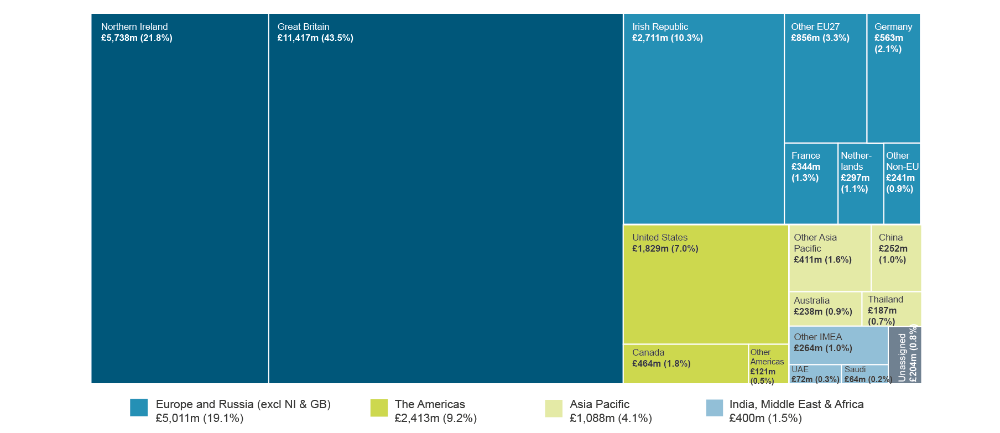 Northern Ireland
£5,738m (21.8%)
Great Britain
£11,417m (43.5%)
Irish Republic
£2,711m (10.3%)
Other EU27
£856m (3.3%)
Germany
£563m
(2.1%)
France
£344m
(1.3%)
Nether-
lands
£297m
(1.1%)
Other
Non-EU
£241m
(0.9%)
United States
£1,829m (7.0%)
Canada
£464m (1.8%)
Other
Americas
£121m
(0.5%)
Other Asia
Pacific
£411m (1.6%)
China
£252m
(1.0%)
Australia
£238m (0.9%)
Thailand
£187m
(0.7%)
Other IMEA
£264m (1.0%)
UAE
£72m (0.3%)
Saudi
£64m (0.2%)
Unassigned
£204m (0.8%)
Europe and Russia (excl NI & GB)
£5,011m (19.1%)
The Americas
£2,413m (9.2%)
Asia Pacific
£1,088m (4.1%)
India, Middle East & Africa
£400m (1.5%)